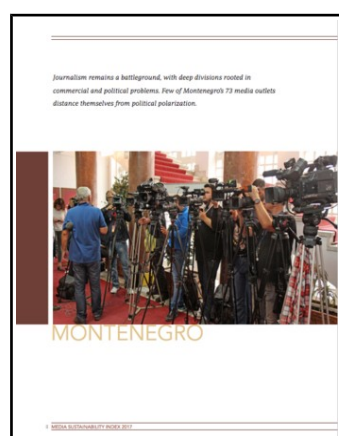 Journalism remains a battleground, with deep divisions rooted in
commercial and political problems. Few of Montenegro's 73 media outlets
distance themselves from political polarization.
MONTENEGRO
MEDIA SUSTAINABILITY INDEX 2017